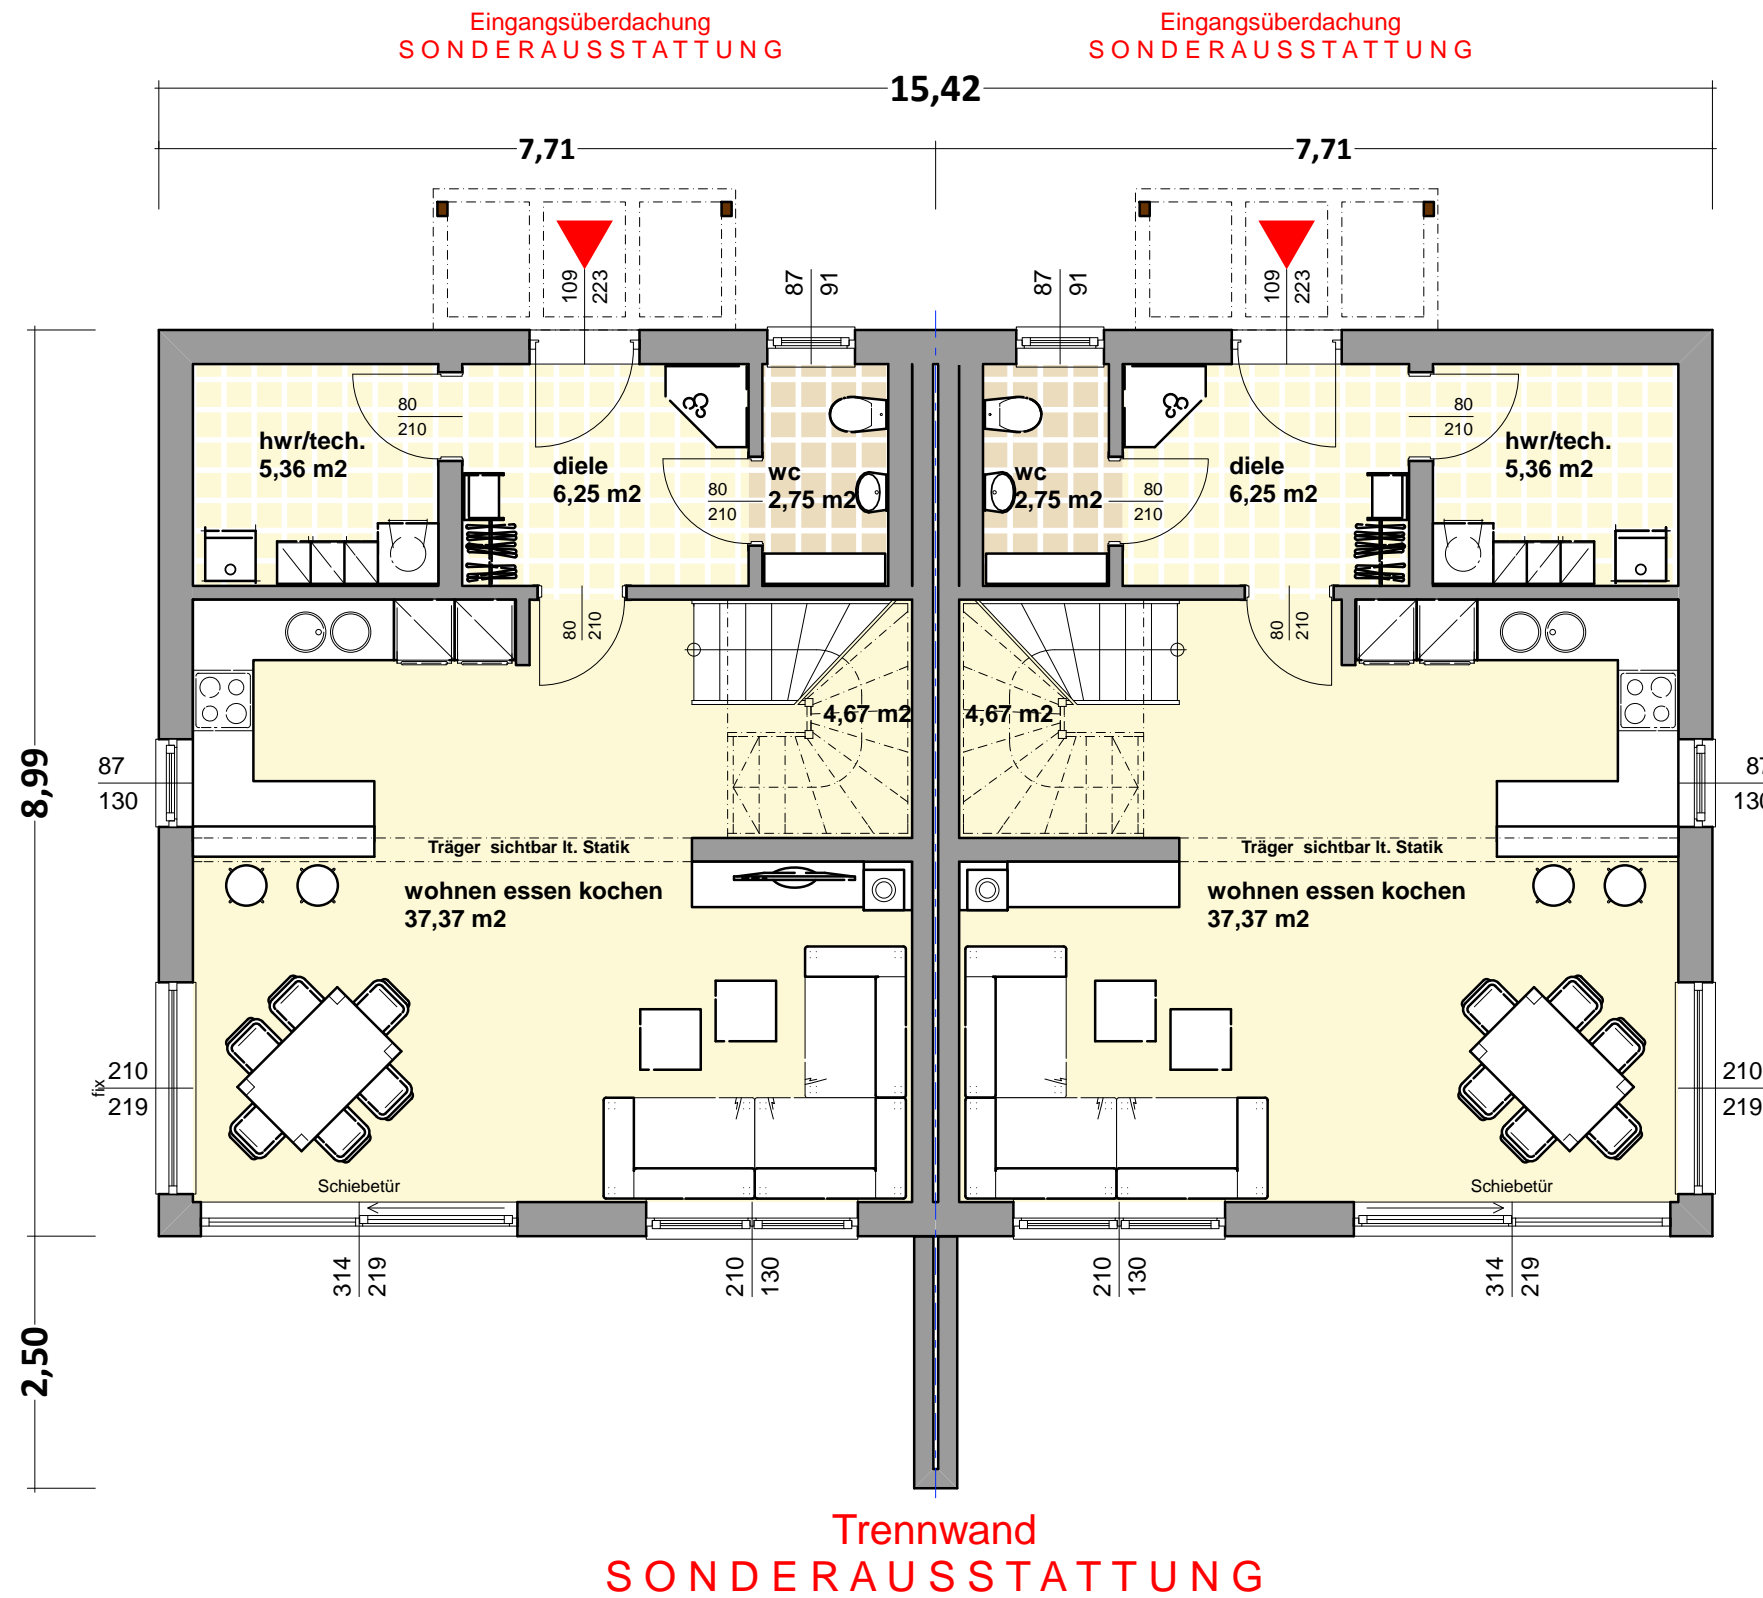 Eingangsüberdachung
SONDERAUSSTATTUNG
Eingangsüberdachung
SONDERAUSSTATTUNG
15,42
7,71
7,71
109
223
87
91
87
91
109
223
80
210
hwr/tech.
5,36 m2
diele
6,25 m2
80
210
wc
2,75 m2
wc
2,75 m2
80
210
diele
6,25 m2
80
210
hwr/tech.
5,36 m2
80
210
80
210
4,67 m2
4,67 m2
8,99
87
130
87
130
Träger sichtbar lt. Statik
Träger sichtbar lt. Statik
wohnen essen kochen
37,37 m2
wohnen essen kochen
37,37 m2
fix
210
219
210
219
Schiebetür
Schiebetür
314
219
210
130
210
130
314
219
2,50
Trennwand
SONDERAUSSTATTUNG